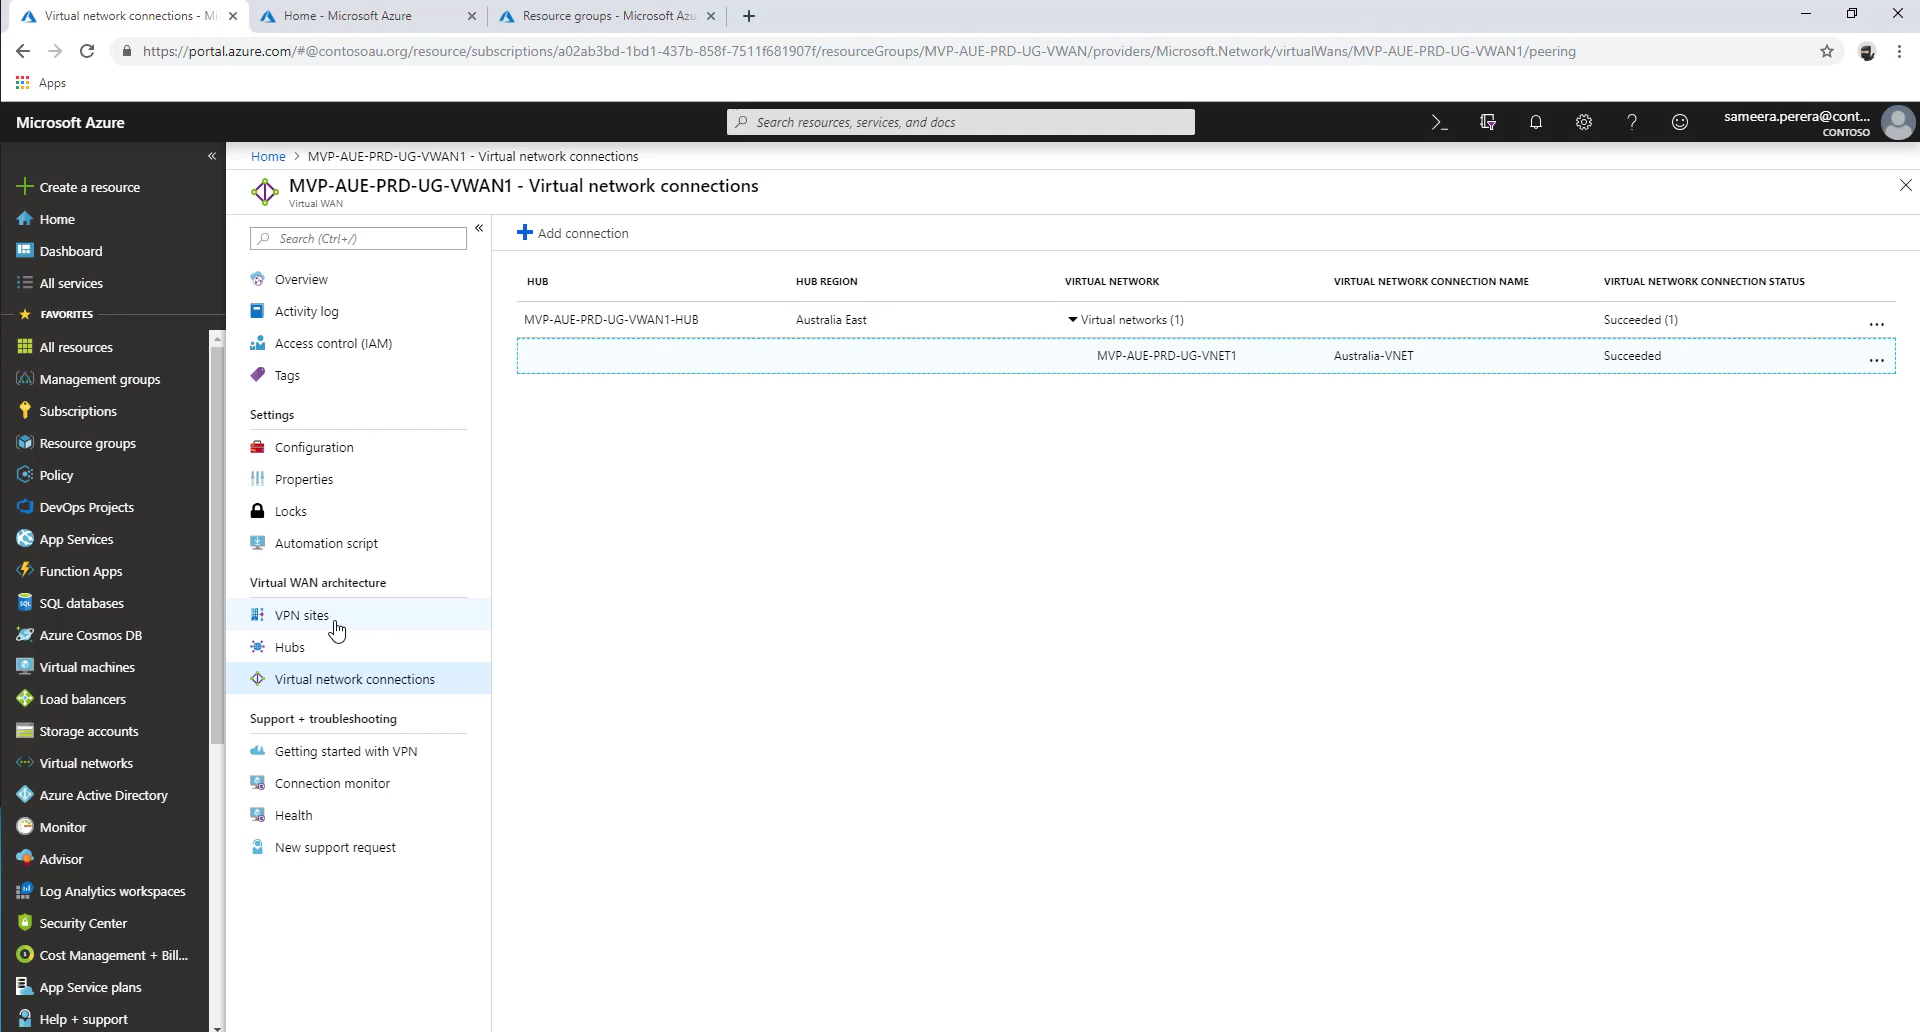 Virtual network connections - Mi
Home - Microsoft Azure
Resource groups - Microsoft Azu
https://portal.azure.com/#@contosoau.org/resource/subscriptions/a02ab3bd-1bd1-437b-858f-7511f681907f/resourceGroups/MVP-AUE-PRD-UG-VWAN/providers/Microsoft.Network/virtualWans/MVP-AUE-PRD-UG-VWAN1/peering
Apps
Microsoft Azure
Search resources, services, and docs
sameera.perera@cont...
CONTOSO
Create a resource
Home
Dashboard
All services
FAVORITES
All resources
Management groups
Subscriptions
Resource groups
Policy
DevOps Projects
App Services
Function Apps
SQL databases
Azure Cosmos DB
Virtual machines
Load balancers
Storage accounts
Virtual networks
Azure Active Directory
Monitor
Advisor
Log Analytics workspaces
Security Center
Cost Management + Bill...
App Service plans
Help + support
Home > MVP-AUE-PRD-UG-VWAN1 - Virtual network connections
MVP-AUE-PRD-UG-VWAN1 - Virtual network connections
Virtual WAN
Search (Ctrl+/)
Overview
Activity log
Access control (IAM)
Tags
Settings
Configuration
Properties
Locks
Automation script
Virtual WAN architecture
VPN sites
Hubs
Virtual network connections
Support + troubleshooting
Getting started with VPN
Connection monitor
Health
New support request
Add connection
HUB HUB REGION VIRTUAL NETWORK VIRTUAL NETWORK CONNECTION NAME VIRTUAL NETWORK CONNECTION STATUS
MVP-AUE-PRD-UG-VWAN1-HUB Australia East Virtual networks (1) Succeeded (1) ...
MVP-AUE-PRD-UG-VNET1 Australia-VNET Succeeded ...